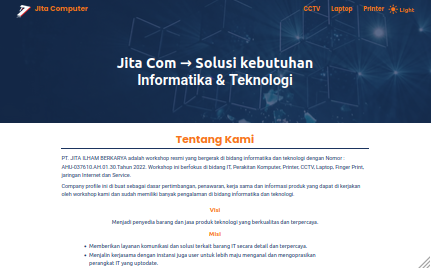 Jita Computer
CCTV Laptop Printer Light
Jita Com → Solusi kebutuhan
Informatika & Teknologi
Tentang Kami
PT. JITA ILHAM BERKARYA adalah workshop resmi yang bergerak di bidang informatika dan teknologi dengan Nomor :
AHU-037610.AH.01.30.Tahun 2022. Workshop ini berfokus di bidang IT, Perakitan Komputer, Printer, CCTV, Laptop, Finger Print,
jaringan Internet dan Service.
Company profile ini di buat sebagai dasar pertimbangan, penawaran, kerja sama dan informasi produk yang dapat di kerjakan
oleh workshop kami dan sudah memiliki banyak pengalaman di bidang informatika dan teknologi.
Visi
Menjadi penyedia barang dan jasa produk teknologi yang berkualitas dan terpercaya.
Misi
• Memberikan layanan komunikasi dan solusi terkait barang IT secara detail dan terpercaya.
• Menjalin kerjasama dengan instansi juga user untuk lebih maju mengenai dan mengoprasikan
perangkat IT yang uptodate.